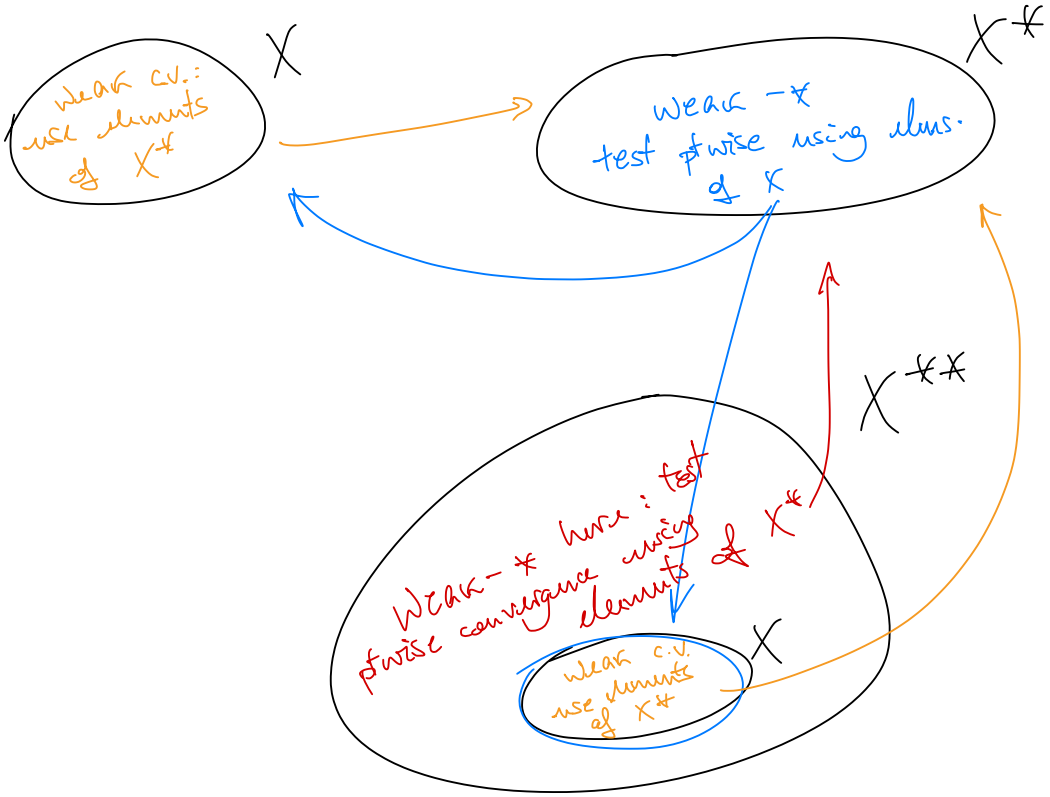 X
weak c.v.:
use elements
of X*
X*
weak-*
test ptwise using elms.
of X
X**
Weak-* here: test
ptwise convergence using
elements of X*
X
weak c.v.
use elements
of X*